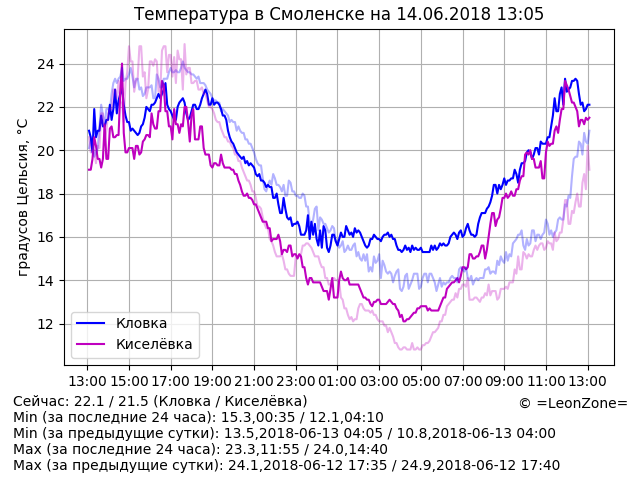 Температура в Смоленске на 14.06.2018 13:05
градусов Цельсия, °C
24
22
20
18
16
14
12
Кловка
Киселёвка
13:00 15:00 17:00 19:00 21:00 23:00 01:00 03:00 05:00 07:00 09:00 11:00 13:00
Сейчас: 22.1 / 21.5 (Кловка / Киселёвка)
© =LeonZone=
Min (за последние 24 часа): 15.3,00:35 / 12.1,04:10
Min (за предыдущие сутки): 13.5,2018-06-13 04:05 / 10.8,2018-06-13 04:00
Max (за последние 24 часа): 23.3,11:55 / 24.0,14:40
Max (за предыдущие сутки): 24.1,2018-06-12 17:35 / 24.9,2018-06-12 17:40